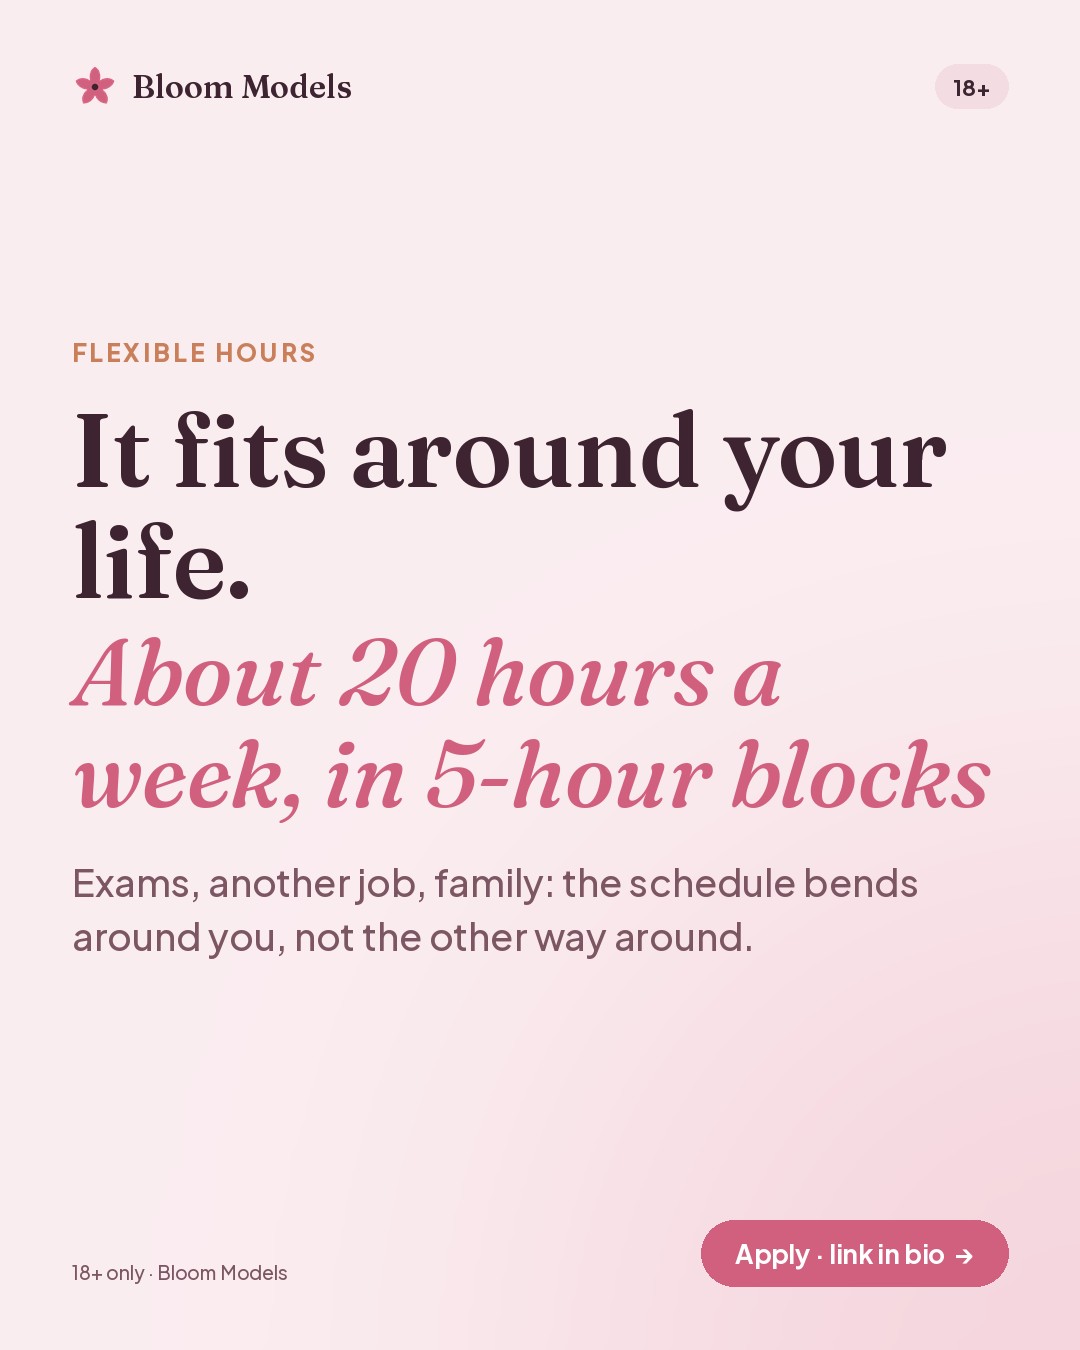 Bloom Models
18+
FLEXIBLE HOURS
It fits around your
life.
About 20 hours a
week, in 5-hour blocks
Exams, another job, family: the schedule bends
around you, not the other way around.
18+ only · Bloom Models
Apply · link in bio →